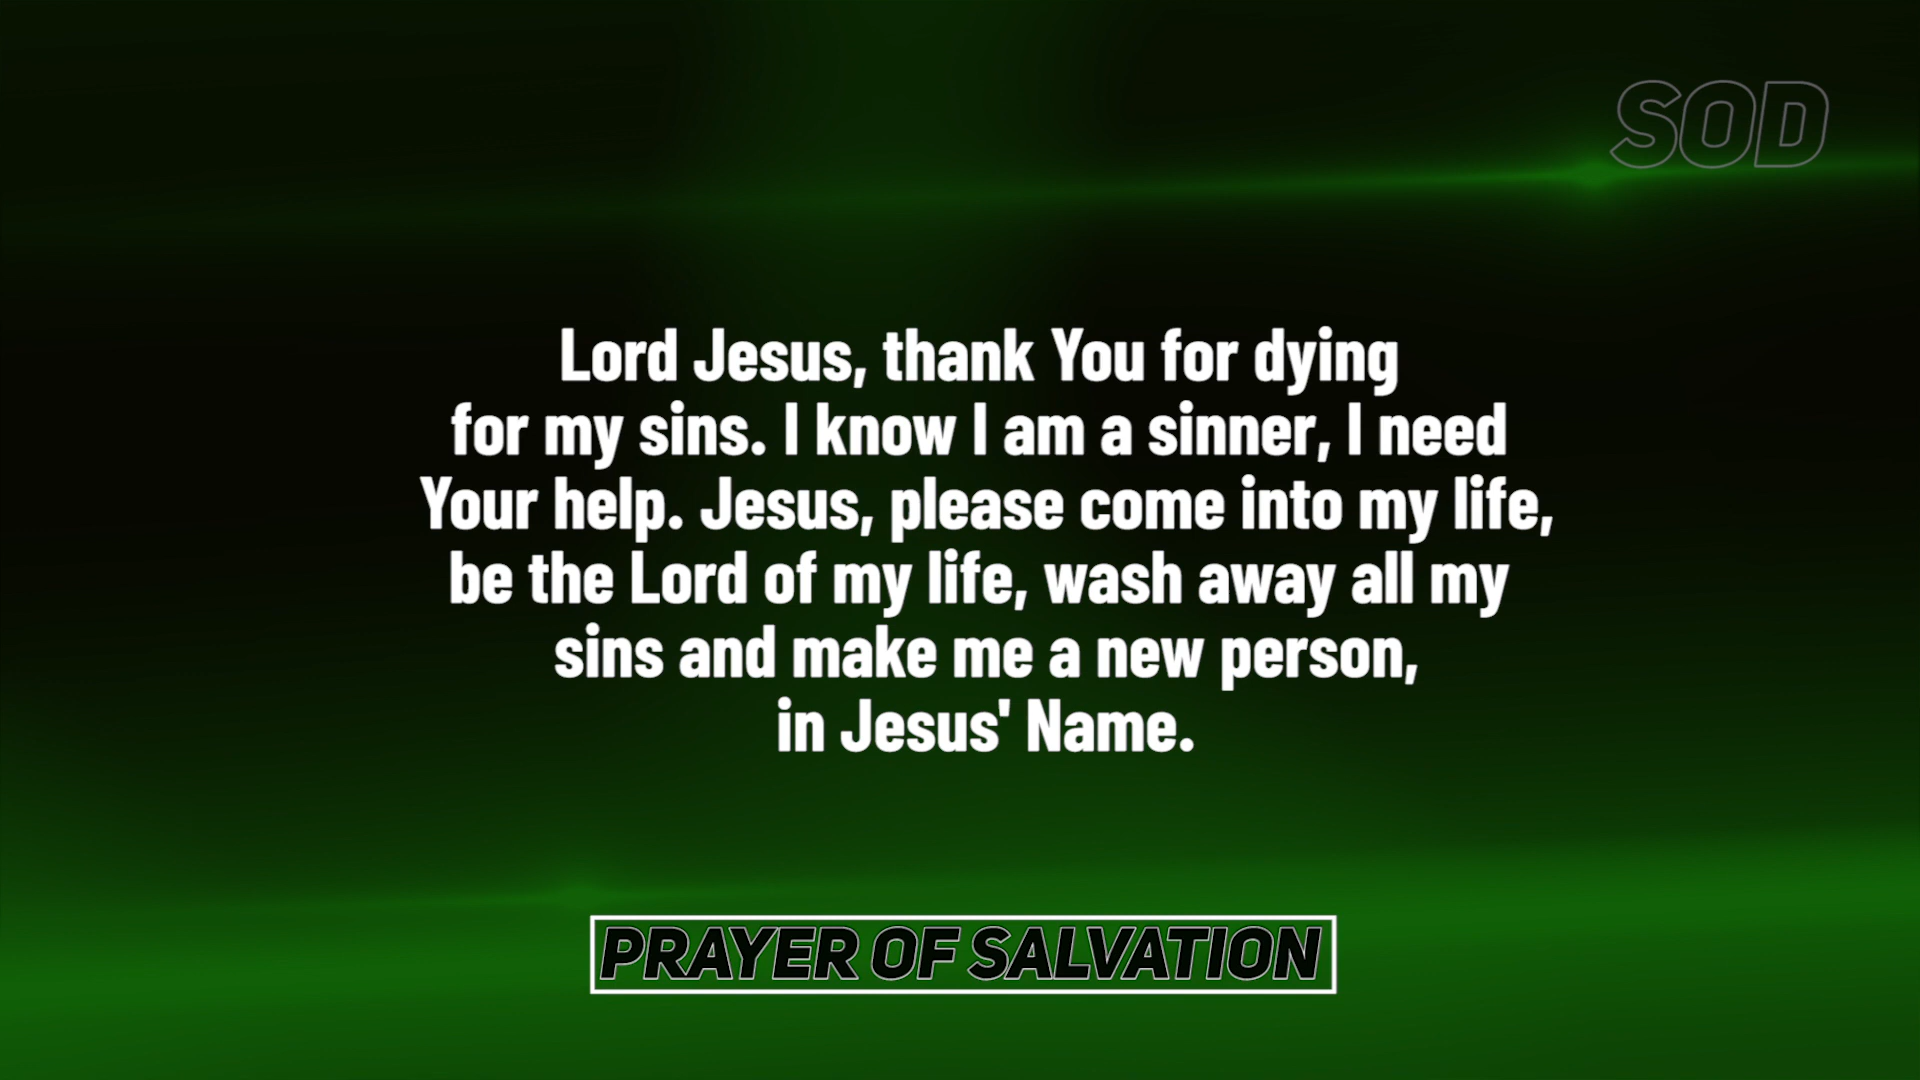 SOD
Lord Jesus, thank You for dying
for my sins. I know I am a sinner, I need
Your help. Jesus, please come into my life,
be the Lord of my life, wash away all my
sins and make me a new person,
in Jesus' Name.
PRAYER OF SALVATION